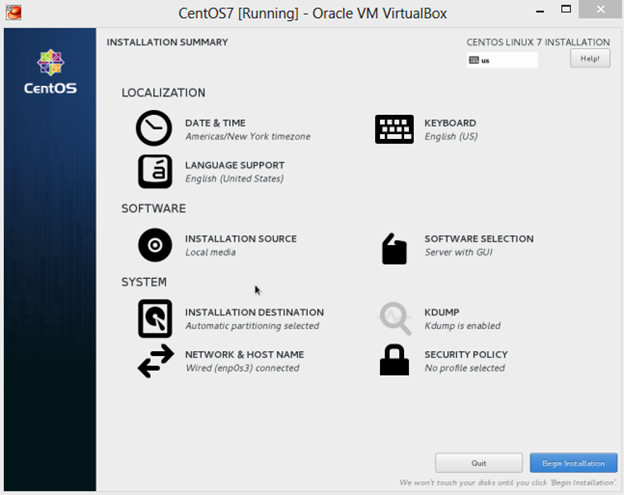 CentOS7 [Running] - Oracle VM VirtualBox
INSTALLATION SUMMARY
CENTOS LINUX 7 INSTALLATION
us
Help!
CentOS
LOCALIZATION
DATE & TIME
Americas/New York timezone
KEYBOARD
English (US)
LANGUAGE SUPPORT
English (United States)
SOFTWARE
INSTALLATION SOURCE
Local media
SOFTWARE SELECTION
Server with GUI
SYSTEM
INSTALLATION DESTINATION
Automatic partitioning selected
KDUMP
Kdump is enabled
NETWORK & HOST NAME
Wired (enp0s3) connected
SECURITY POLICY
No profile selected
Quit
Begin Installation
We won't touch your disks until you click 'Begin Installation'.